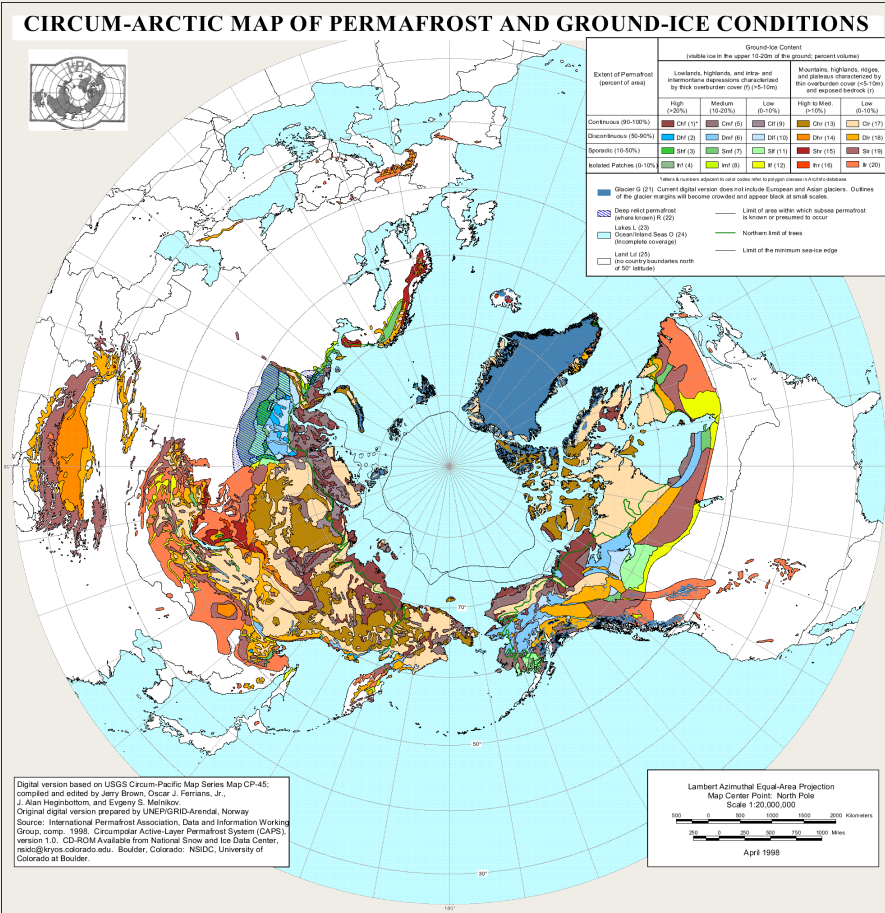 CIRCUM-ARCTIC MAP OF PERMAFROST AND GROUND-ICE CONDITIONS
IPA
Ground-Ice Content
(visible ice in the upper 10-20m of the ground; percent volume)
Extent of Permafrost
(percent of area)
Lowlands, highlands, and intra- and
intermontane depressions characterized
by thick overburden cover (f) (>5-10m)
Mountains, highlands, ridges,
and plateaus characterized by
thin overburden cover (<5-10m)
and exposed bedrock (r)
High
(>20%)
Medium
(10-20%)
Low
(0-10%)
High to Med.
(>10%)
Low
(0-10%)
Continuous (90-100%) Chf (1)* Cmf (5) Clf (9) Chr (13) Clr (17)
Discontinuous (50-90%) Dhf (2) Dmf (6) Dlf (10) Dhr (14) Dlr (18)
Sporadic (10-50%) Shf (3) Smf (7) Slf (11) Shr (15) Slr (19)
Isolated Patches (0-10%) Ihf (4) Imf (8) Ilf (12) Ihr (16) Ilr (20)
*letters & numbers adjacent to color codes refer to polygon classes in ArcInfo database.
Glacier G (21) Current digital version does not include European and Asian glaciers. Outlines
of the glacier margins will become crowded and appear black at small scales.
Deep relict permafrost
(where known) R (22)
Lakes L (23)
Ocean/Inland Seas O (24)
(Incomplete coverage)
Land Ld (25)
(no country boundaries north
of 50° latitude)
Limit of area within which subsea permafrost
is known or presumed to occur
Northern limit of trees
Limit of the minimum sea-ice edge
90°
70°
50°
30°
180°
Digital version based on USGS Circum-Pacific Map Series Map CP-45;
compiled and edited by Jerry Brown, Oscar J. Ferrians, Jr.,
J. Alan Heginbottom, and Evgeny S. Melnikov.
Original digital version prepared by UNEP/GRID-Arendal, Norway
Source: International Permafrost Association, Data and Information Working
Group, comp. 1998. Circumpolar Active-Layer Permafrost System (CAPS),
version 1.0. CD-ROM Available from National Snow and Ice Data Center,
nsidc@kryos.colorado.edu. Boulder, Colorado: NSIDC, University of
Colorado at Boulder.
Lambert Azimuthal Equal-Area Projection
Map Center Point: North Pole
Scale 1:20,000,000
500 0 500 1000 1500 2000 Kilometers
250 0 250 500 750 1000 Miles
April 1998